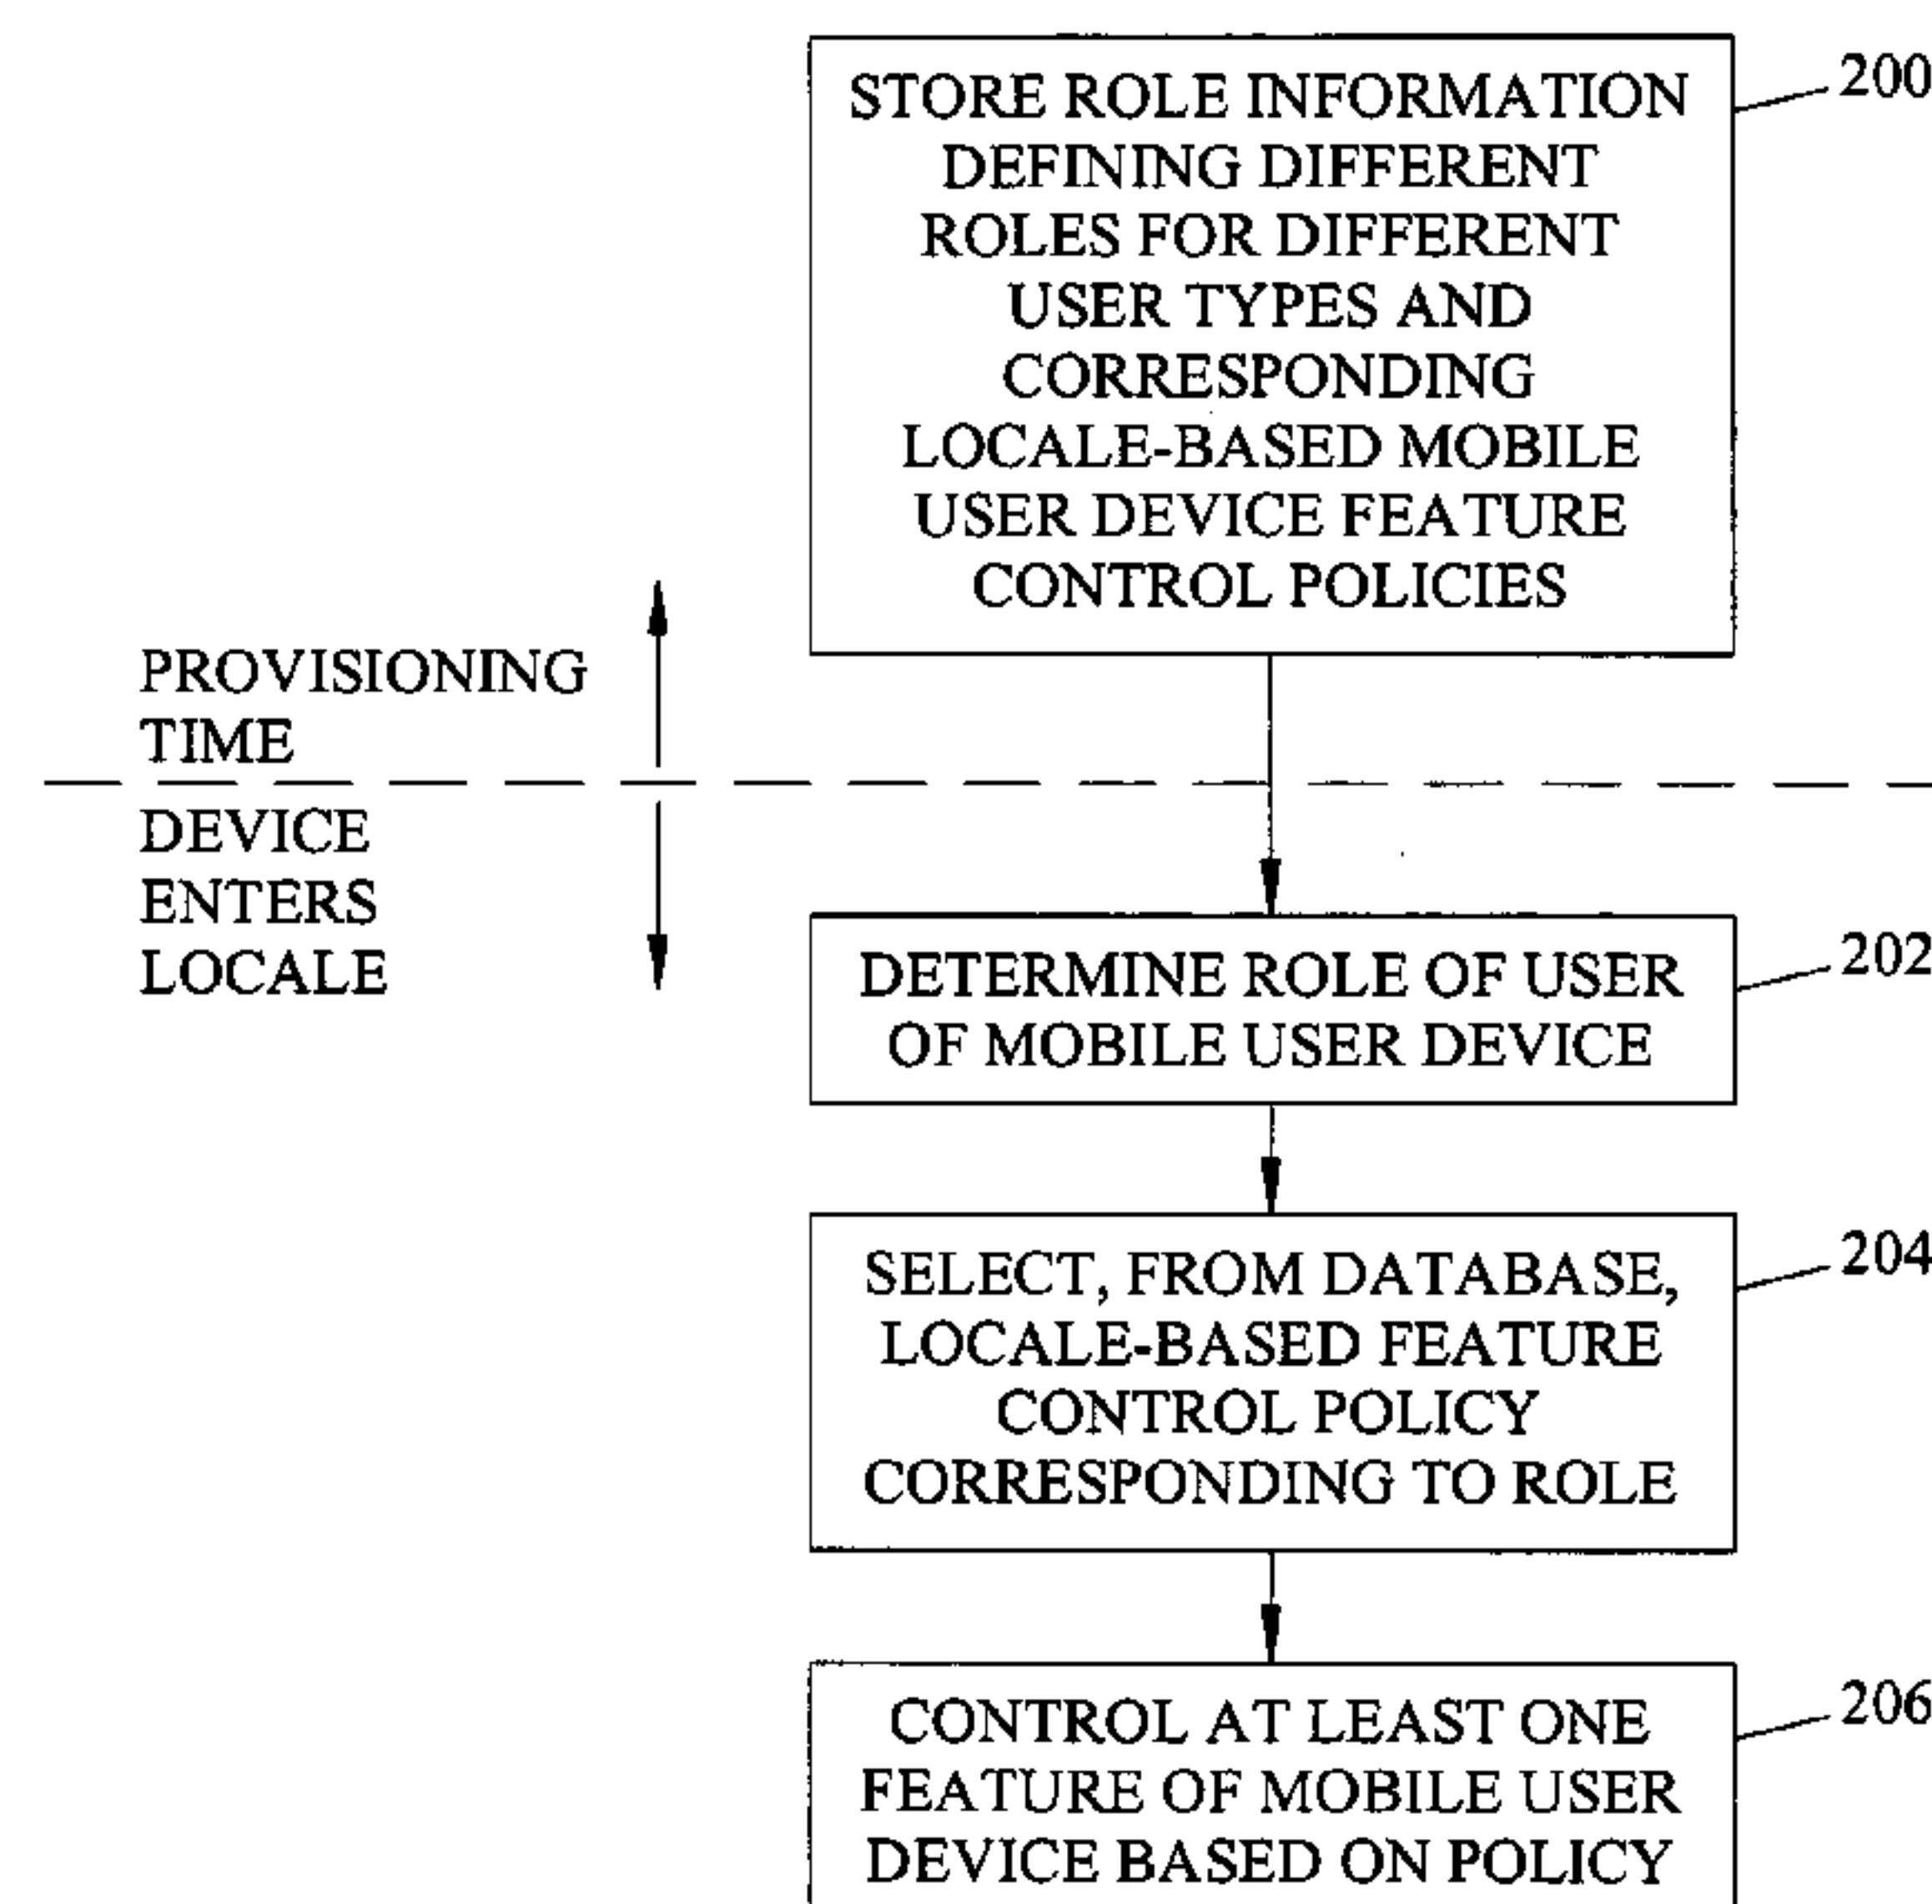 STORE ROLE INFORMATION
DEFINING DIFFERENT
ROLES FOR DIFFERENT
USER TYPES AND
CORRESPONDING
LOCALE-BASED MOBILE
USER DEVICE FEATURE
CONTROL POLICIES
200
PROVISIONING
TIME
DEVICE
ENTERS
LOCALE
DETERMINE ROLE OF USER
OF MOBILE USER DEVICE
202
SELECT, FROM DATABASE,
LOCALE-BASED FEATURE
CONTROL POLICY
CORRESPONDING TO ROLE
204
CONTROL AT LEAST ONE
FEATURE OF MOBILE USER
DEVICE BASED ON POLICY
206